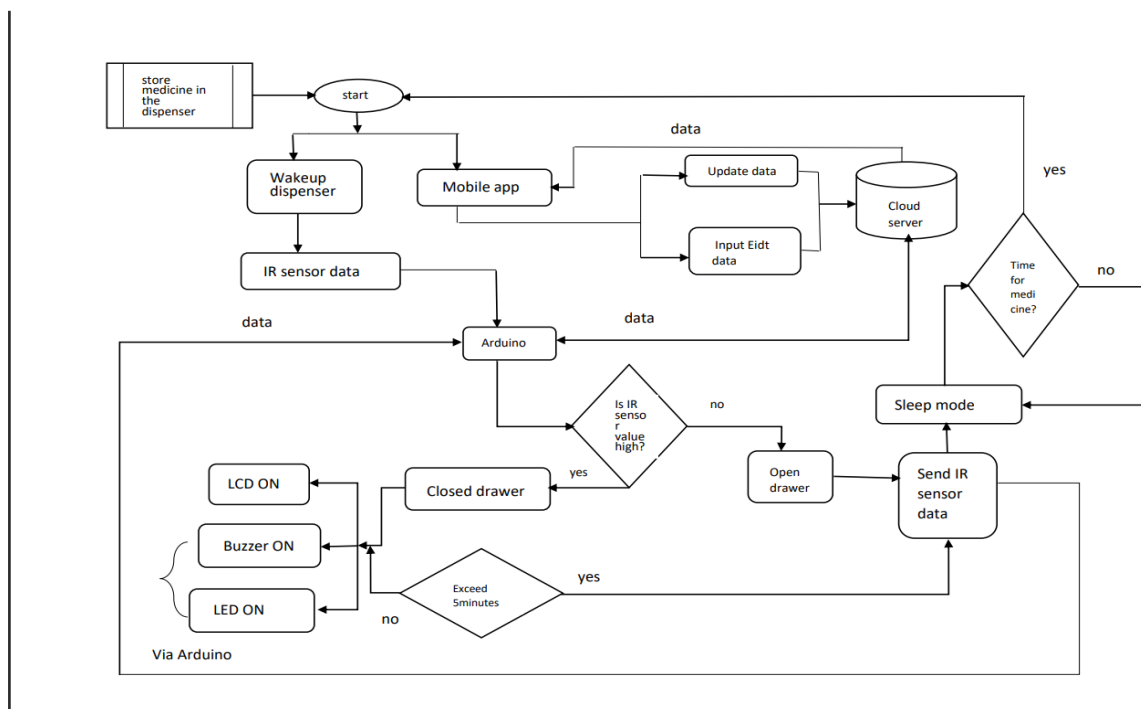 store
medicine in
the
dispenser
start
data
yes
Wakeup
dispenser
Mobile app
Update data
Cloud
server
Input Eidt
data
IR sensor data
Time
for
medi
cine?
no
data
data
Arduino
Is IR
senso
r
value
high?
no
Sleep mode
yes
LCD ON
Closed drawer
Open
drawer
Send IR
sensor
data
Buzzer ON
Exceed
5minutes
yes
LED ON
no
Via Arduino